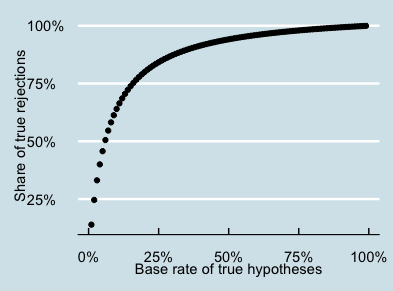 100%
75%
50%
25%
Share of true rejections
0% 25% 50% 75% 100%
Base rate of true hypotheses